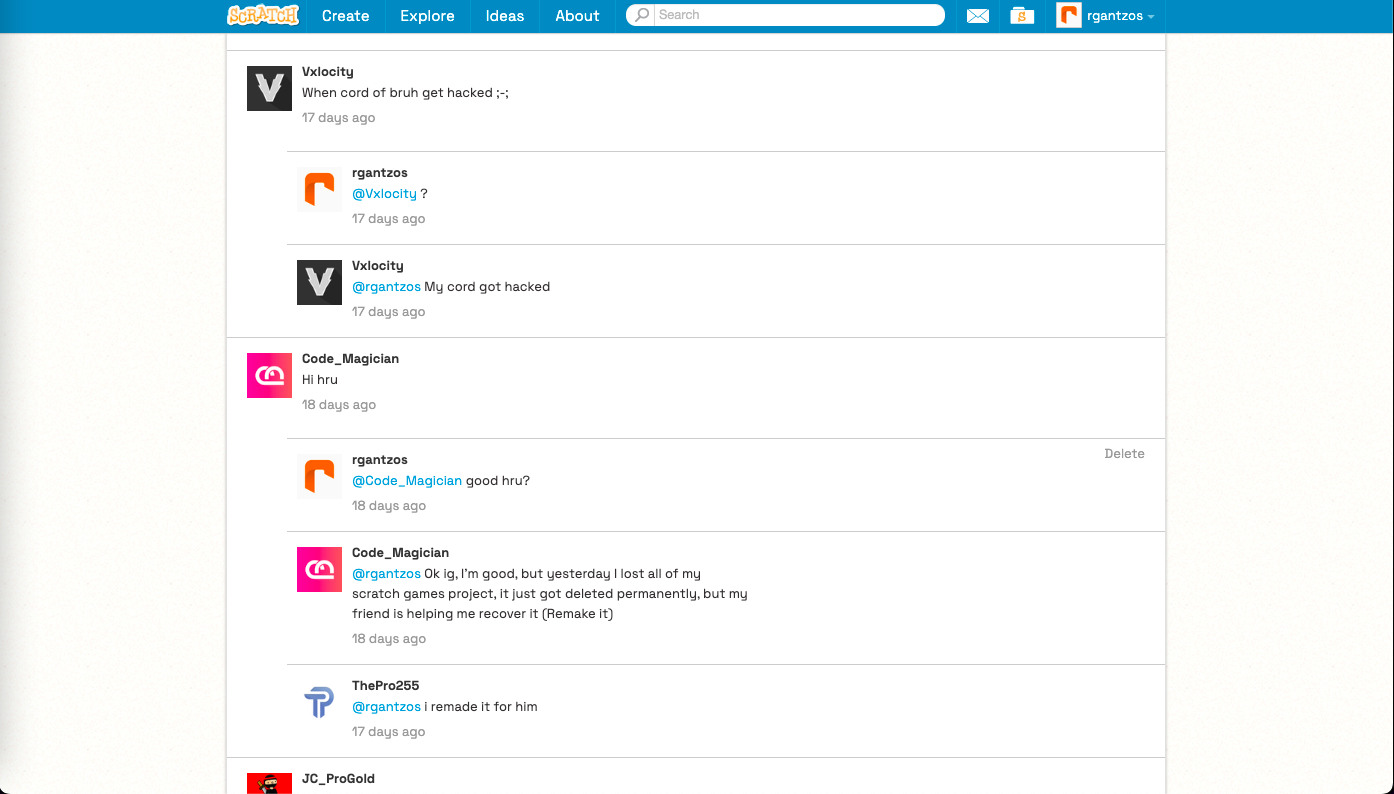 SCRATCH Create Explore Ideas About Search S rgantzos
Vxlocity
When cord of bruh get hacked ;-;
17 days ago
rgantzos
@Vxlocity ?
17 days ago
Vxlocity
@rgantzos My cord got hacked
17 days ago
Code_Magician
Hi hru
18 days ago
rgantzos
Delete
@Code_Magician good hru?
18 days ago
Code_Magician
@rgantzos Ok ig, I'm good, but yesterday I lost all of my
scratch games project, it just got deleted permanently, but my
friend is helping me recover it (Remake it)
18 days ago
ThePro255
@rgantzos i remade it for him
17 days ago
JC_ProGold